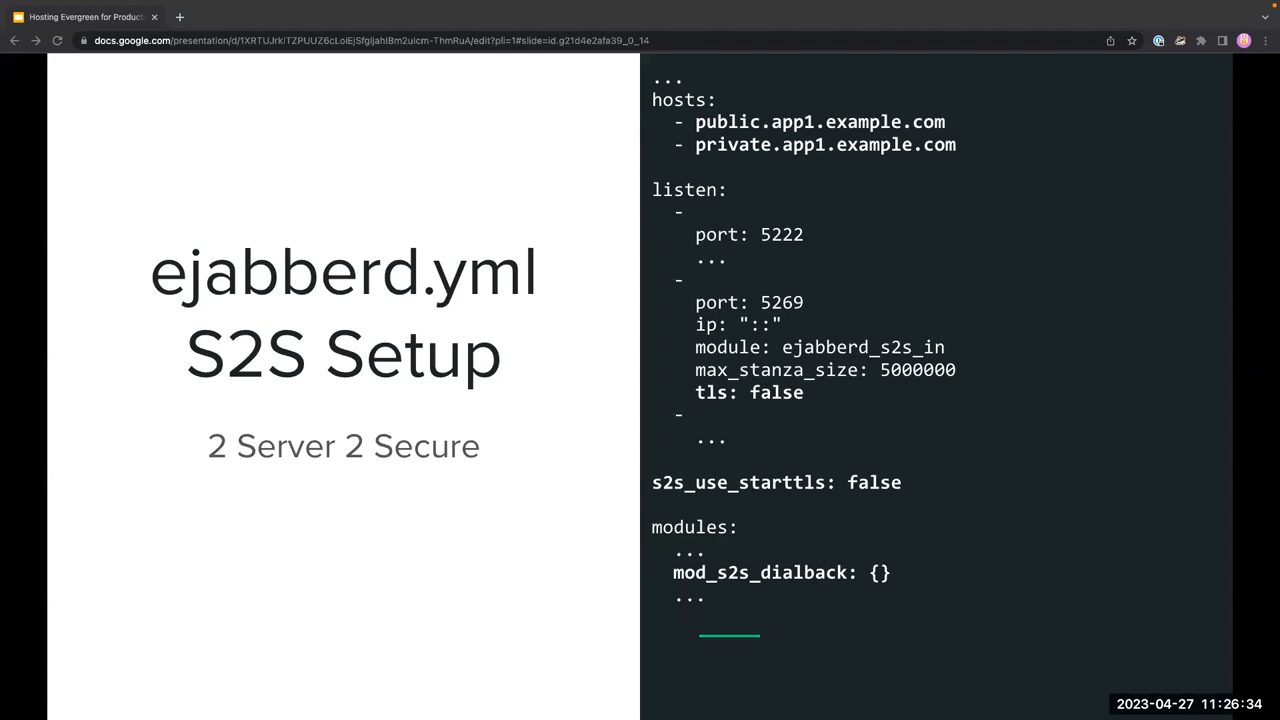 Hosting Evergreen for Product
docs.google.com/presentation/d/1XRTUJrkITZPUUZ6cLoiEjSfgIjahIBm2uicm-ThmRuA/edit?pli=1#slide=id.g21d4e2afa39_0_14
ejabberd.yml
S2S Setup
2 Server 2 Secure
...
hosts:
- public.app1.example.com
- private.app1.example.com
listen:
-
port: 5222
...
-
port: 5269
ip: "::"
module: ejabberd_s2s_in
max_stanza_size: 5000000
tls: false
-
...
s2s_use_starttls: false
modules:
...
mod_s2s_dialback: {}
...
2023-04-27 11:26:34